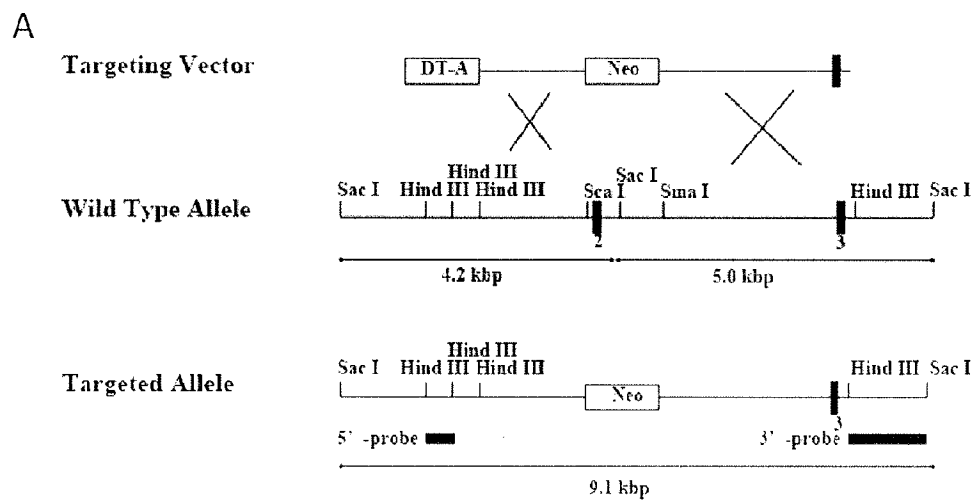 A
Targeting Vector
DT-A
Neo
Wild Type Allele
Sac I
Hind III
Hind III
Hind III
Sca I
Sac I
Sma I
Hind III
Sac I
2
3
4.2 kbp
5.0 kbp
Targeted Allele
Sac I
Hind III
Hind III
Hind III
Neo
Hind III
Sac I
3
5' -probe
3' -probe
9.1 kbp